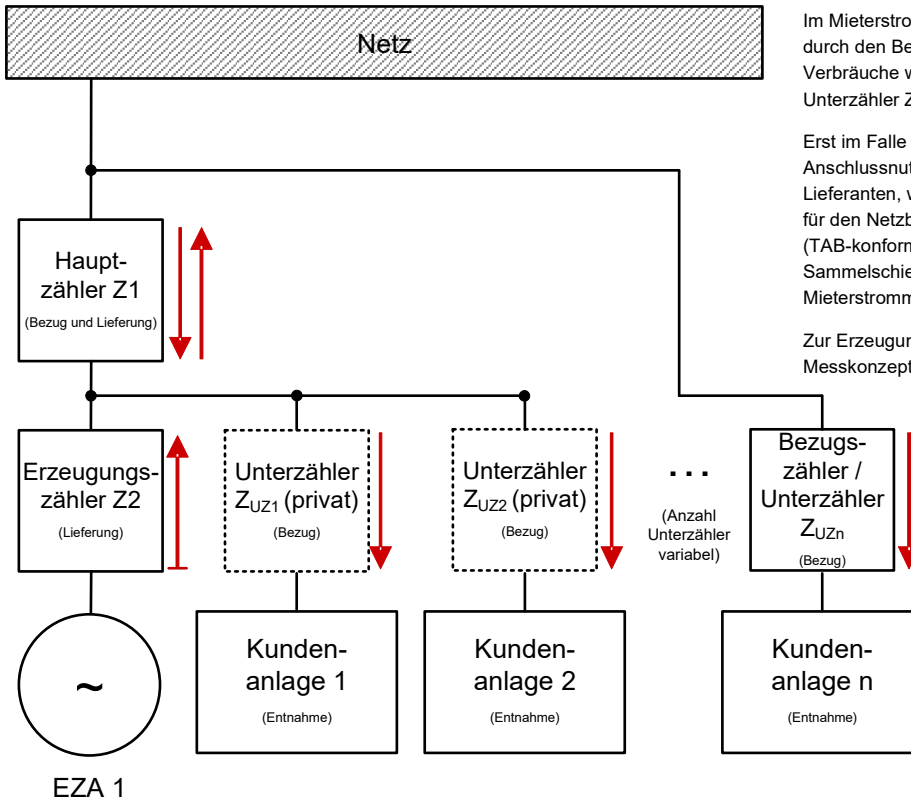 Netz
Im Mieterstro
durch den Be
Verbräuche w
Unterzähler Z
Erst im Falle
Anschlussnut
Lieferanten, w
für den Netzb
(TAB-konform
Sammelschie
Mieterstromm
Zur Erzeugun
Messkonzept
Haupt-
zähler Z1
(Bezug und Lieferung)
Erzeugungs-
zähler Z2
(Lieferung)
Unterzähler
ZUZ1 (privat)
(Bezug)
Unterzähler
ZUZ2 (privat)
(Bezug)
...
(Anzahl
Unterzähler
variabel)
Bezugs-
zähler /
Unterzähler
ZUZn
(Bezug)
~
EZA 1
Kunden-
anlage 1
(Entnahme)
Kunden-
anlage 2
(Entnahme)
Kunden-
anlage n
(Entnahme)